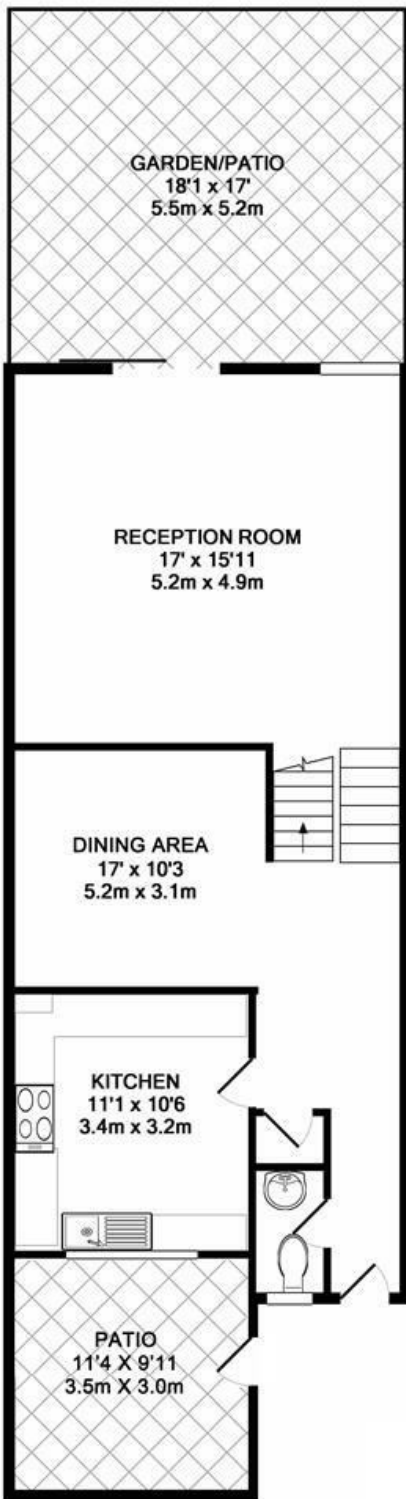 GARDEN/PATIO
18'1 x 17'
5.5m x 5.2m
RECEPTION ROOM
17' x 15'11
5.2m x 4.9m
DINING AREA
17' x 10'3
5.2m x 3.1m
KITCHEN
11'1 x 10'6
3.4m x 3.2m
PATIO
11'4 X 9'11
3.5m X 3.0m